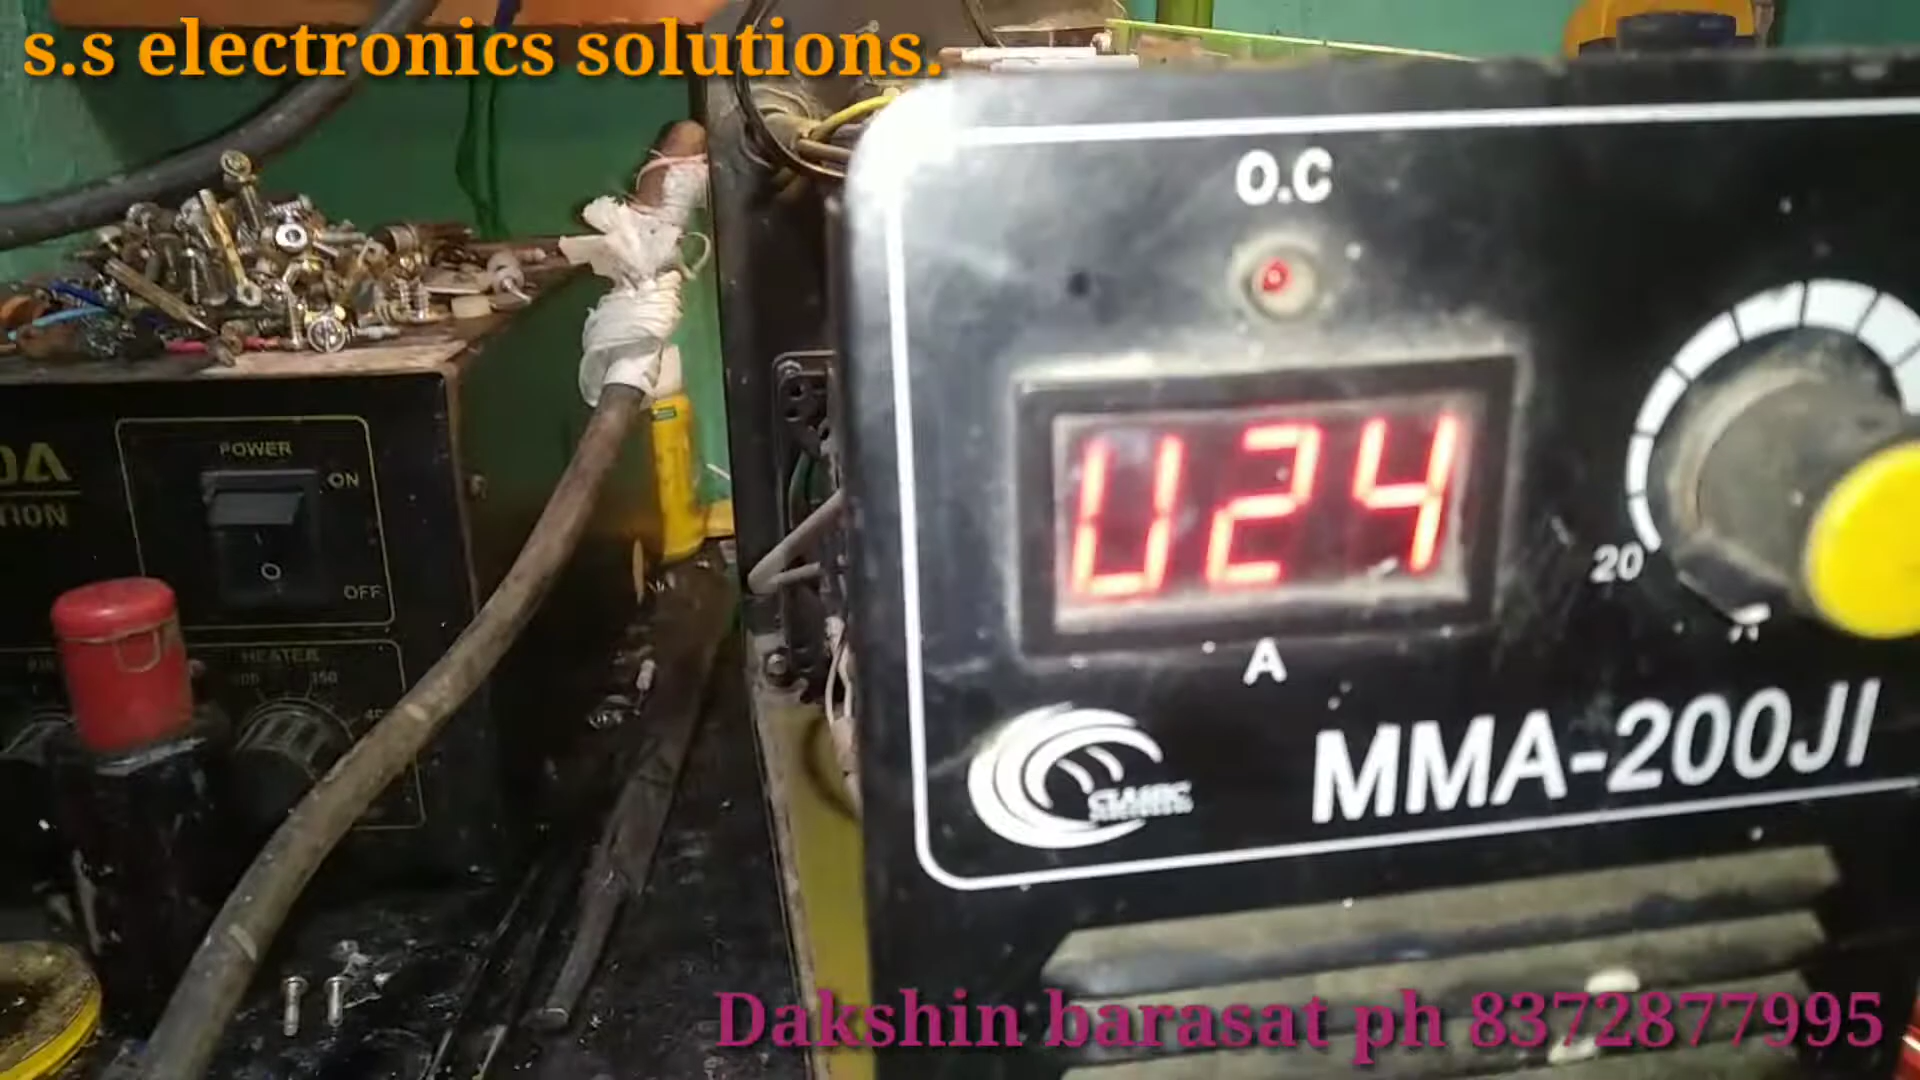 s.s electronics solutions.
O.C
U24
20
A
MMA-200JI
POWER
ON
OFF
HEATER
Dakshin barasat ph 8372877995